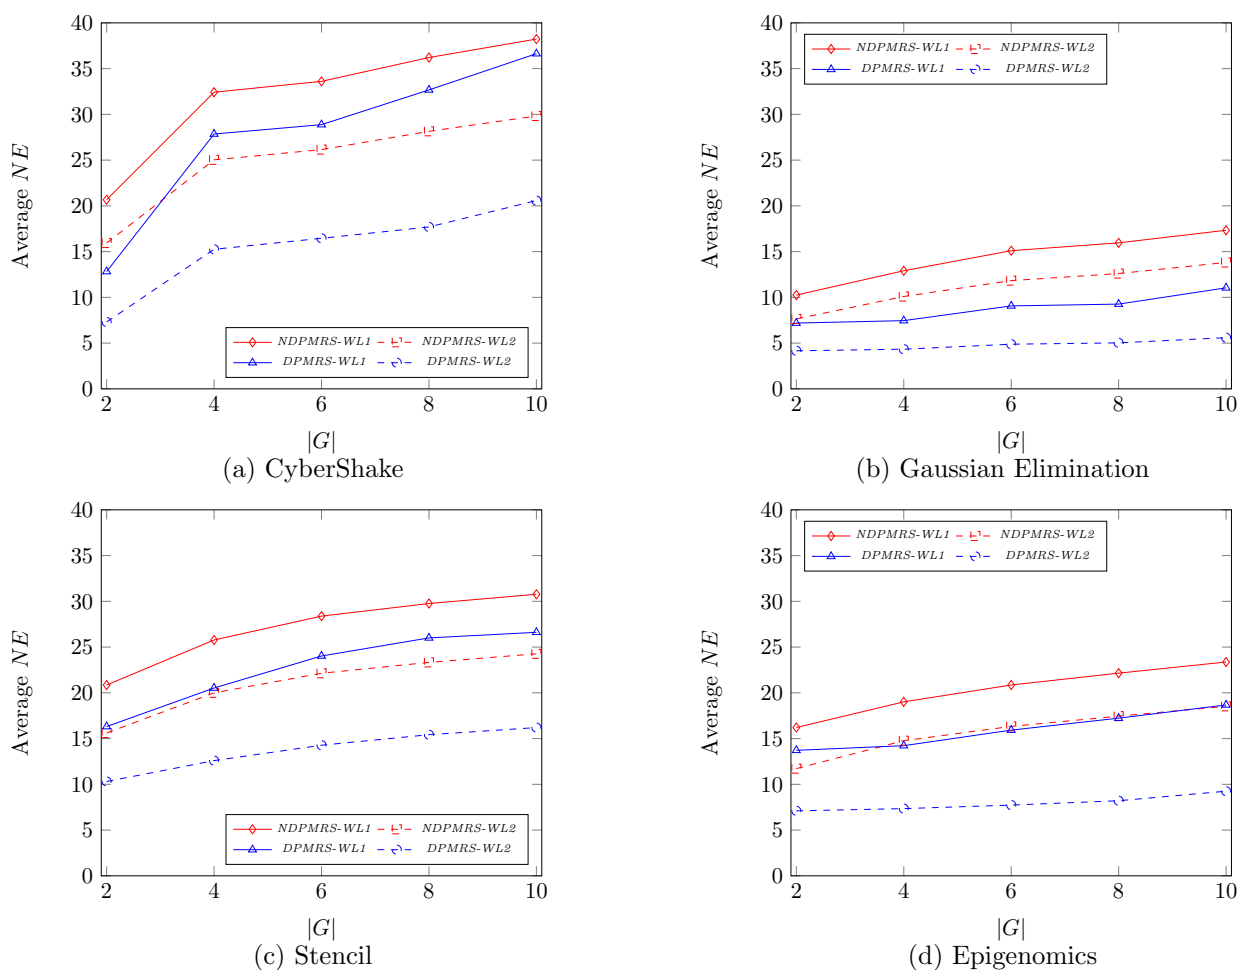 40
35
30
25
20
15
10
5
0
Average NE
NDPMRS-WL1 NDPMRS-WL2
DPMRS-WL1 DPMRS-WL2
2 4 6 8 10
|G|
(a) CyberShake
40
35
30
25
20
15
10
5
0
Average NE
NDPMRS-WL1 NDPMRS-WL2
DPMRS-WL1 DPMRS-WL2
2 4 6 8 10
|G|
(b) Gaussian Elimination
40
35
30
25
20
15
10
5
0
Average NE
NDPMRS-WL1 NDPMRS-WL2
DPMRS-WL1 DPMRS-WL2
2 4 6 8 10
|G|
(c) Stencil
40
35
30
25
20
15
10
5
0
Average NE
NDPMRS-WL1 NDPMRS-WL2
DPMRS-WL1 DPMRS-WL2
2 4 6 8 10
|G|
(d) Epigenomics